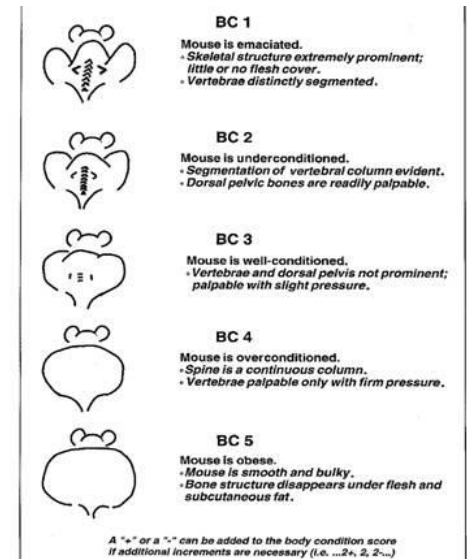 BC 1
Mouse is emaciated.
• Skeletal structure extremely prominent;
little or no flesh cover.
• Vertebrae distinctly segmented.
BC 2
Mouse is underconditioned.
• Segmentation of vertebral column evident.
• Dorsal pelvic bones are readily palpable.
BC 3
Mouse is well-conditioned.
• Vertebrae and dorsal pelvis not prominent;
palpable with slight pressure.
BC 4
Mouse is overconditioned.
• Spine is a continuous column.
• Vertebrae palpable only with firm pressure.
BC 5
Mouse is obese.
• Mouse is smooth and bulky.
• Bone structure disappears under flesh and
subcutaneous fat.
A "+" or a "-" can be added to the body condition score
if additional increments are necessary (i.e. ...2+, 2, 2-...)